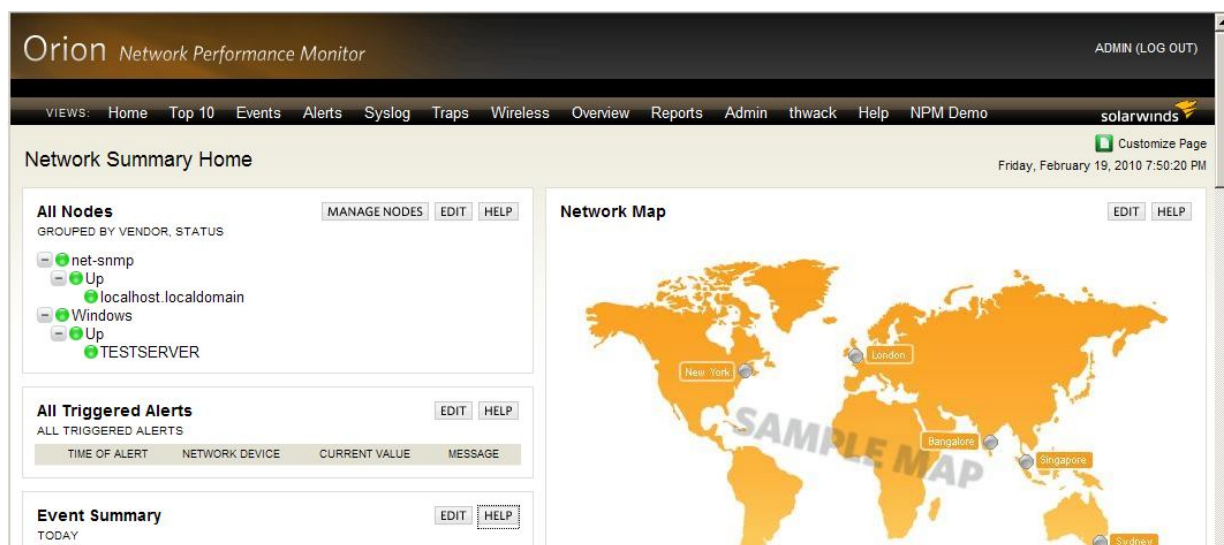 Orion Network Performance Monitor
ADMIN (LOG OUT)
VIEWS: Home Top 10 Events Alerts Syslog Traps Wireless Overview Reports Admin thwack Help NPM Demo
solarwinds
Customize Page
Network Summary Home
Friday, February 19, 2010 7:50:20 PM
All Nodes
MANAGE NODES EDIT HELP
GROUPED BY VENDOR, STATUS
net-snmp
Up
localhost.localdomain
Windows
Up
TESTSERVER
All Triggered Alerts
EDIT HELP
ALL TRIGGERED ALERTS
TIME OF ALERT NETWORK DEVICE CURRENT VALUE MESSAGE
Event Summary
EDIT HELP
TODAY
Network Map
EDIT HELP
London
New York
SAMPLE MAP
Bangalore
Singapore
Sydney